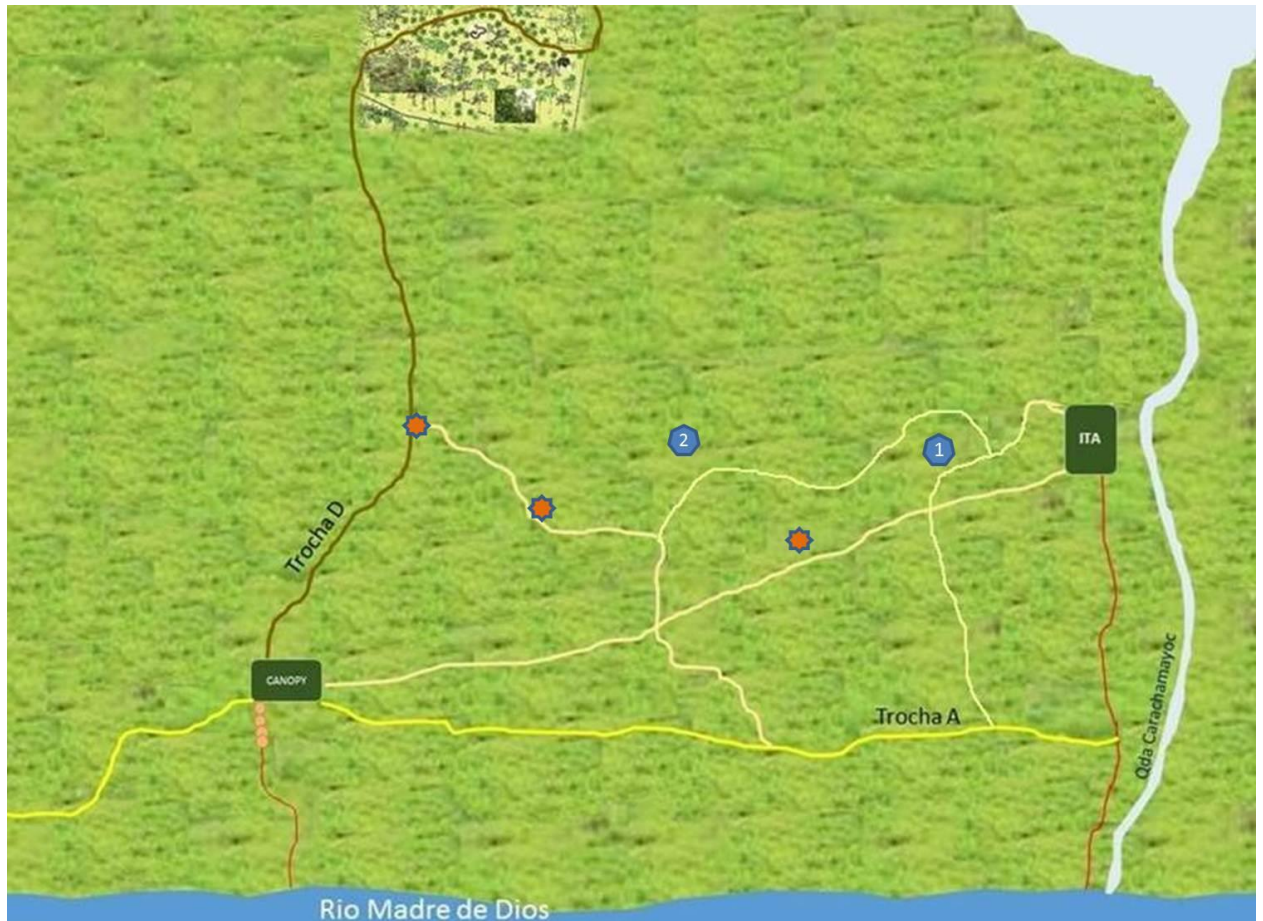 2
1
ITA
Trocha D
CANOPY
Trocha A
Qda Carachamayoc
Rio Madre de Dios